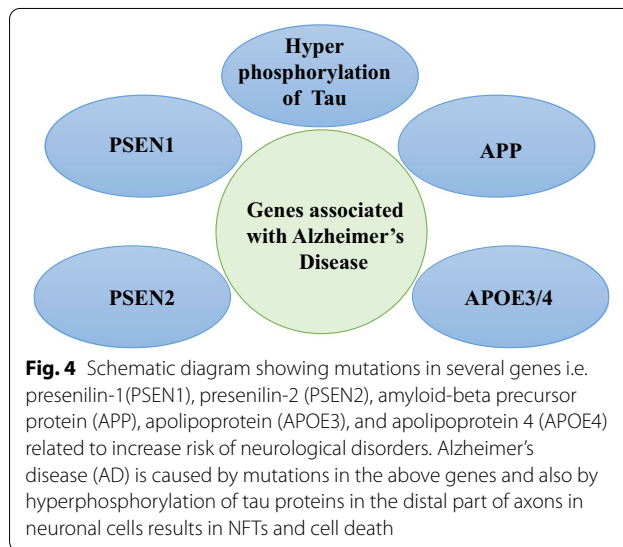 Hyper
phosphorylation
of Tau
PSEN1
APP
Genes associated
with Alzheimer's
Disease
PSEN2
APOE3/4
Fig. 4 Schematic diagram showing mutations in several genes i.e.
presenilin-1(PSEN1), presenilin-2 (PSEN2), amyloid-beta precursor
protein (APP), apolipoprotein (APOE3), and apolipoprotein 4 (APOE4)
related to increase risk of neurological disorders. Alzheimer's
disease (AD) is caused by mutations in the above genes and also by
hyperphosphorylation of tau proteins in the distal part of axons in
neuronal cells results in NFTs and cell death